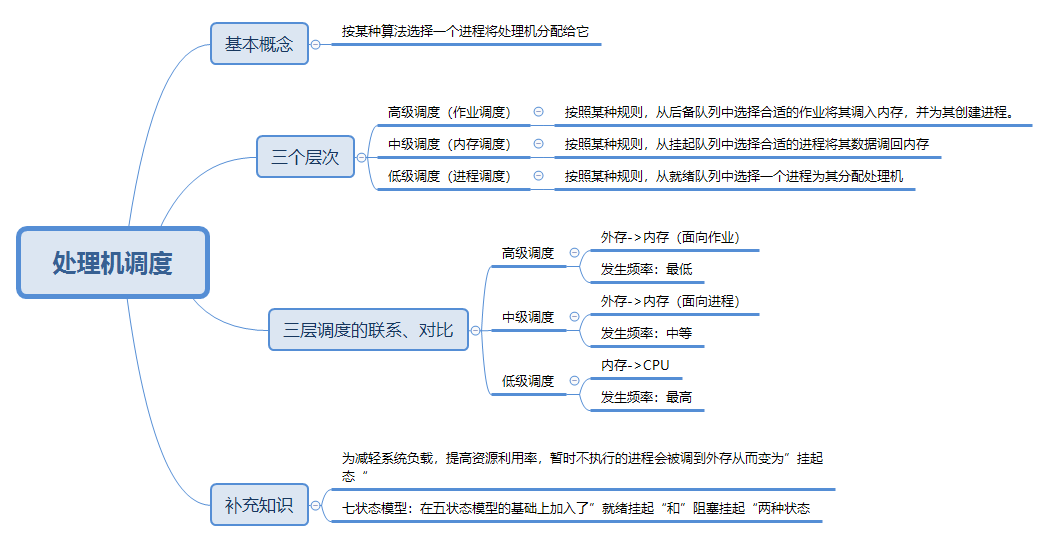 处理机调度
基本概念
按某种算法选择一个进程将处理机分配给它
三个层次
高级调度（作业调度）
按照某种规则，从后备队列中选择合适的作业将其调入内存，并为其创建进程。
中级调度（内存调度）
按照某种规则，从挂起队列中选择合适的进程将其数据调回内存
低级调度（进程调度）
按照某种规则，从就绪队列中选择一个进程为其分配处理机
三层调度的联系、对比
高级调度
外存->内存（面向作业）
发生频率：最低
中级调度
外存->内存（面向进程）
发生频率：中等
低级调度
内存->CPU
发生频率：最高
补充知识
为减轻系统负载，提高资源利用率，暂时不执行的进程会被调到外存从而变为”挂起
态“
七状态模型：在五状态模型的基础上加入了”就绪挂起“和”阻塞挂起“两种状态